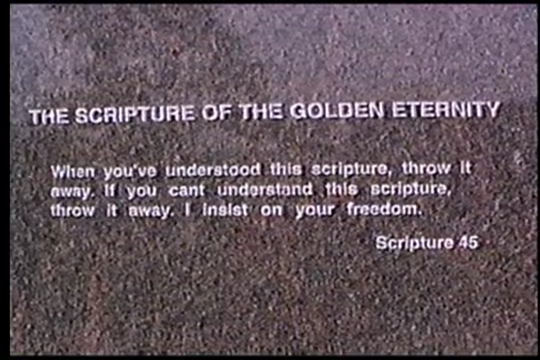 THE SCRIPTURE OF THE GOLDEN ETERNITY
When you've understood this scripture, throw it
away. If you cant understand this scripture,
throw it away. I insist on your freedom.
Scripture 45